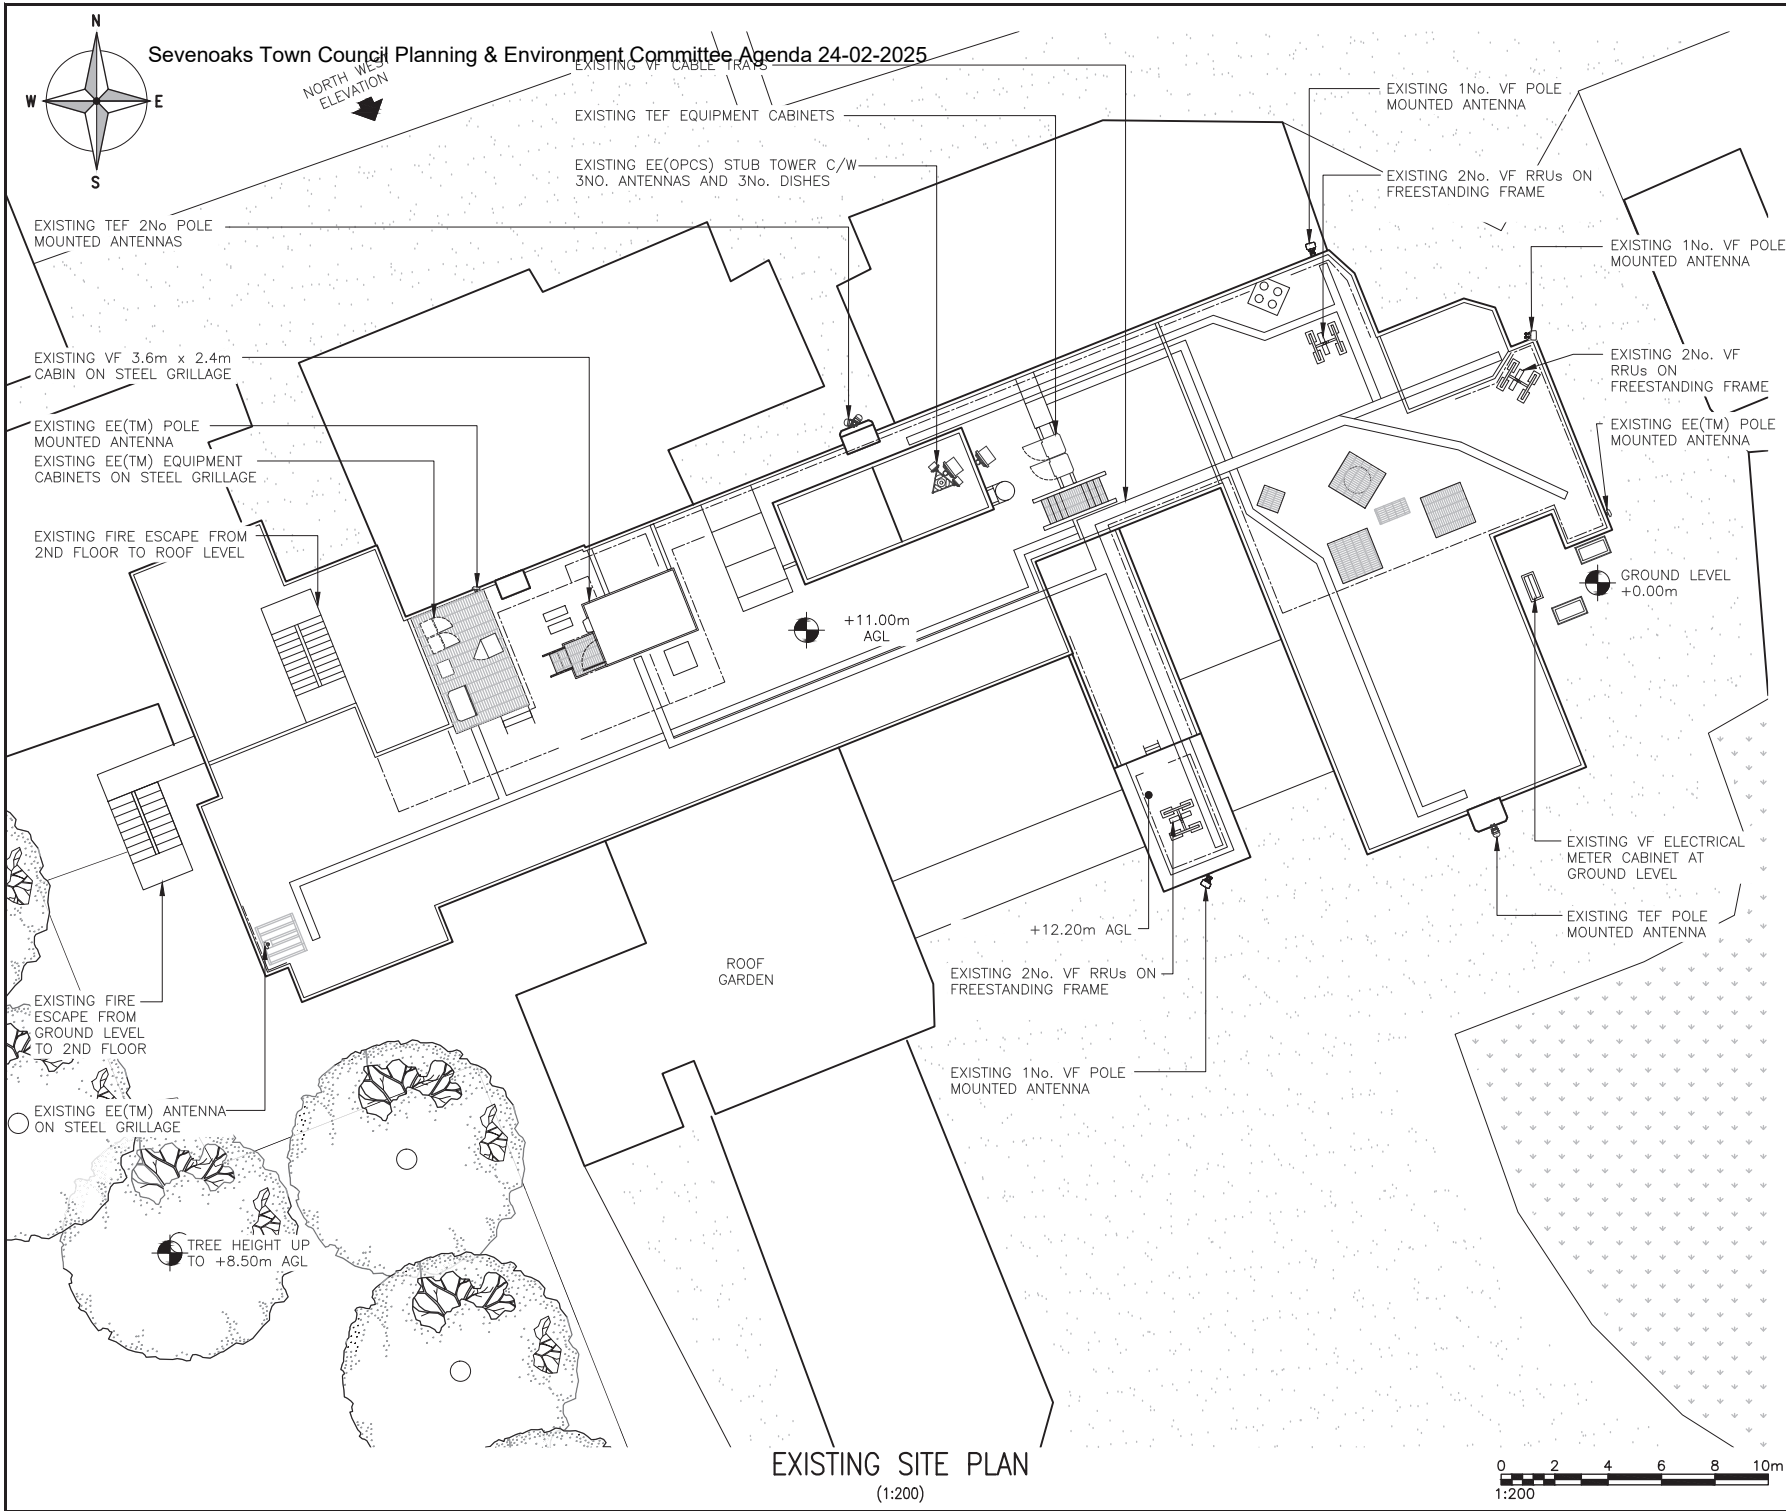 N
W
E
S
Sevenoaks Town Council Planning & Environment Committee Agenda 24-02-2025
NORTH WEST
ELEVATION
EXISTING VF CABLE TRAYS
EXISTING TEF EQUIPMENT CABINETS
EXISTING EE(OPCS) STUB TOWER C/W
3NO. ANTENNAS AND 3No. DISHES
EXISTING 1No. VF POLE
MOUNTED ANTENNA
EXISTING 2No. VF RRUs ON
FREESTANDING FRAME
EXISTING 1No. VF POLE
MOUNTED ANTENNA
EXISTING 2No. VF
RRUs ON
FREESTANDING FRAME
EXISTING EE(TM) POLE
MOUNTED ANTENNA
GROUND LEVEL
+0.00m
EXISTING TEF 2No POLE
MOUNTED ANTENNAS
EXISTING VF 3.6m x 2.4m
CABIN ON STEEL GRILLAGE
EXISTING EE(TM) POLE
MOUNTED ANTENNA
EXISTING EE(TM) EQUIPMENT
CABINETS ON STEEL GRILLAGE
EXISTING FIRE ESCAPE FROM
2ND FLOOR TO ROOF LEVEL
+11.00m
AGL
EXISTING VF ELECTRICAL
METER CABINET AT
GROUND LEVEL
EXISTING TEF POLE
MOUNTED ANTENNA
+12.20m AGL
EXISTING 2No. VF RRUs ON
FREESTANDING FRAME
EXISTING 1No. VF POLE
MOUNTED ANTENNA
ROOF
GARDEN
EXISTING FIRE
ESCAPE FROM
GROUND LEVEL
TO 2ND FLOOR
EXISTING EE(TM) ANTENNA
ON STEEL GRILLAGE
TREE HEIGHT UP
TO +8.50m AGL
EXISTING SITE PLAN
(1:200)
0 2 4 6 8 10m
1:200